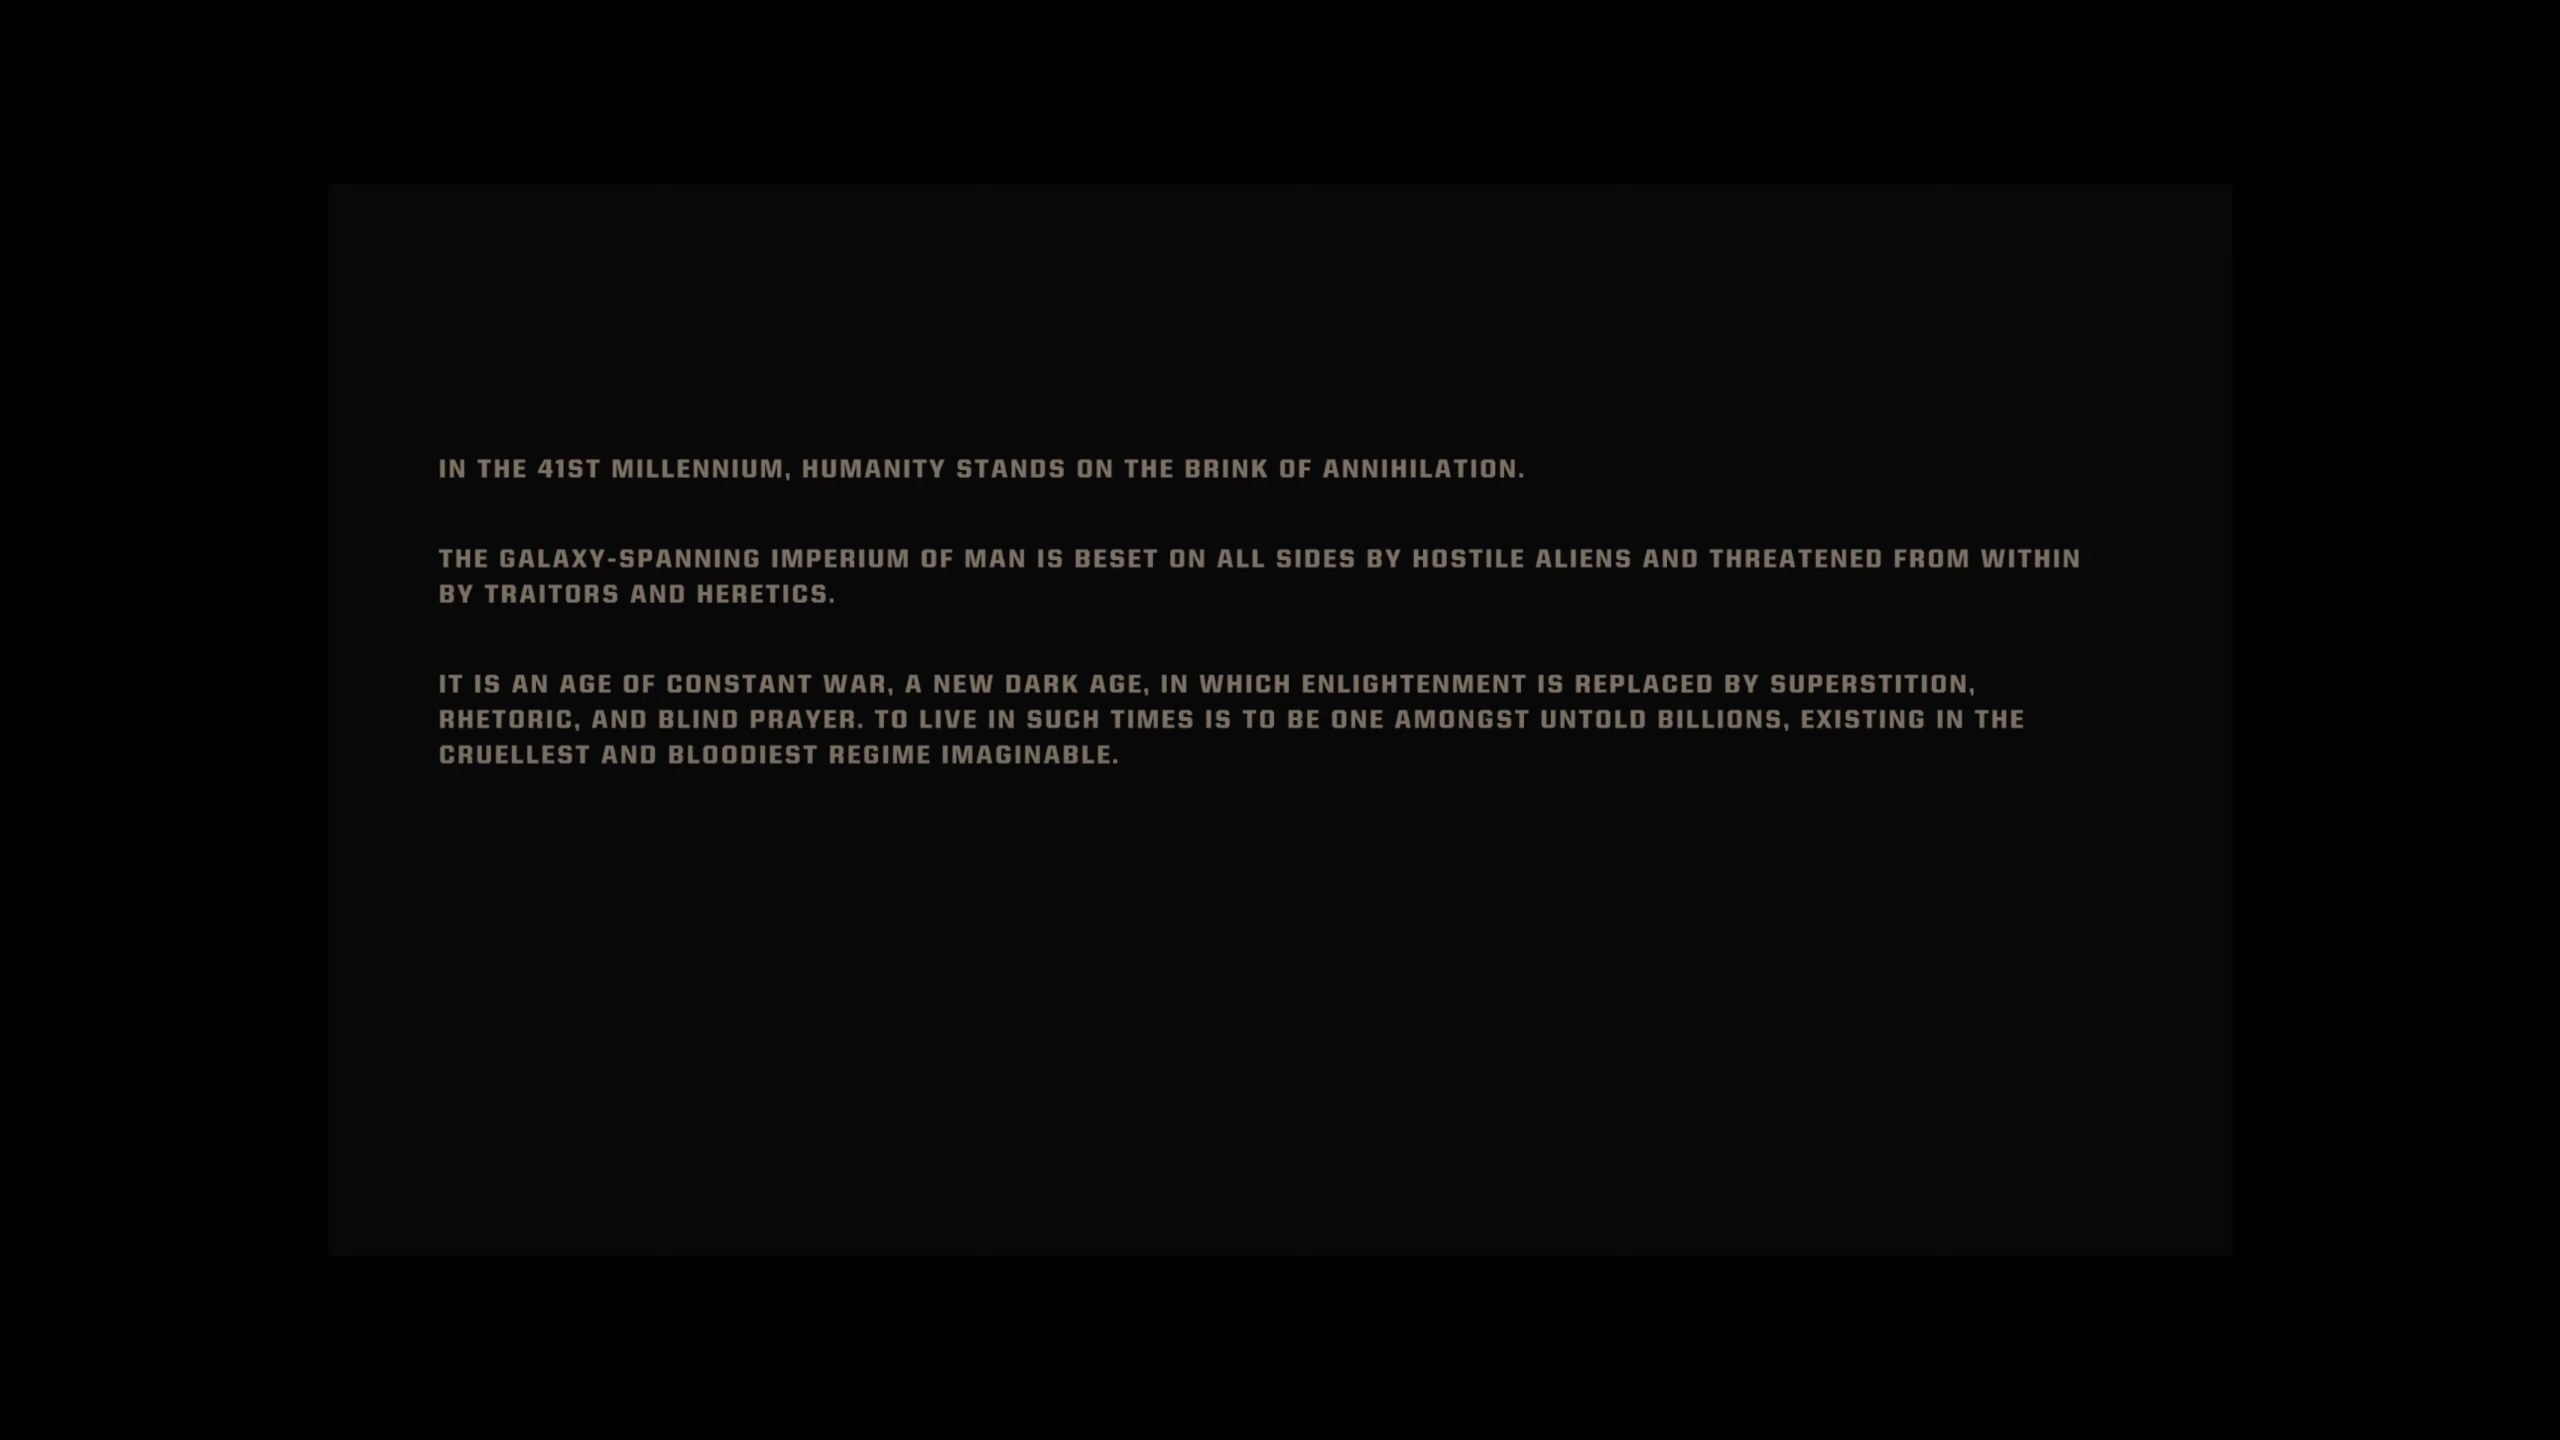 IN THE 41ST MILLENNIUM, HUMANITY STANDS ON THE BRINK OF ANNIHILATION.
THE GALAXY-SPANNING IMPERIUM OF MAN IS BESET ON ALL SIDES BY HOSTILE ALIENS AND THREATENED FROM WITHIN
BY TRAITORS AND HERETICS.
IT IS AN AGE OF CONSTANT WAR, A NEW DARK AGE, IN WHICH ENLIGHTENMENT IS REPLACED BY SUPERSTITION,
RHETORIC, AND BLIND PRAYER. TO LIVE IN SUCH TIMES IS TO BE ONE AMONGST UNTOLD BILLIONS, EXISTING IN THE
CRUELLEST AND BLOODIEST REGIME IMAGINABLE.